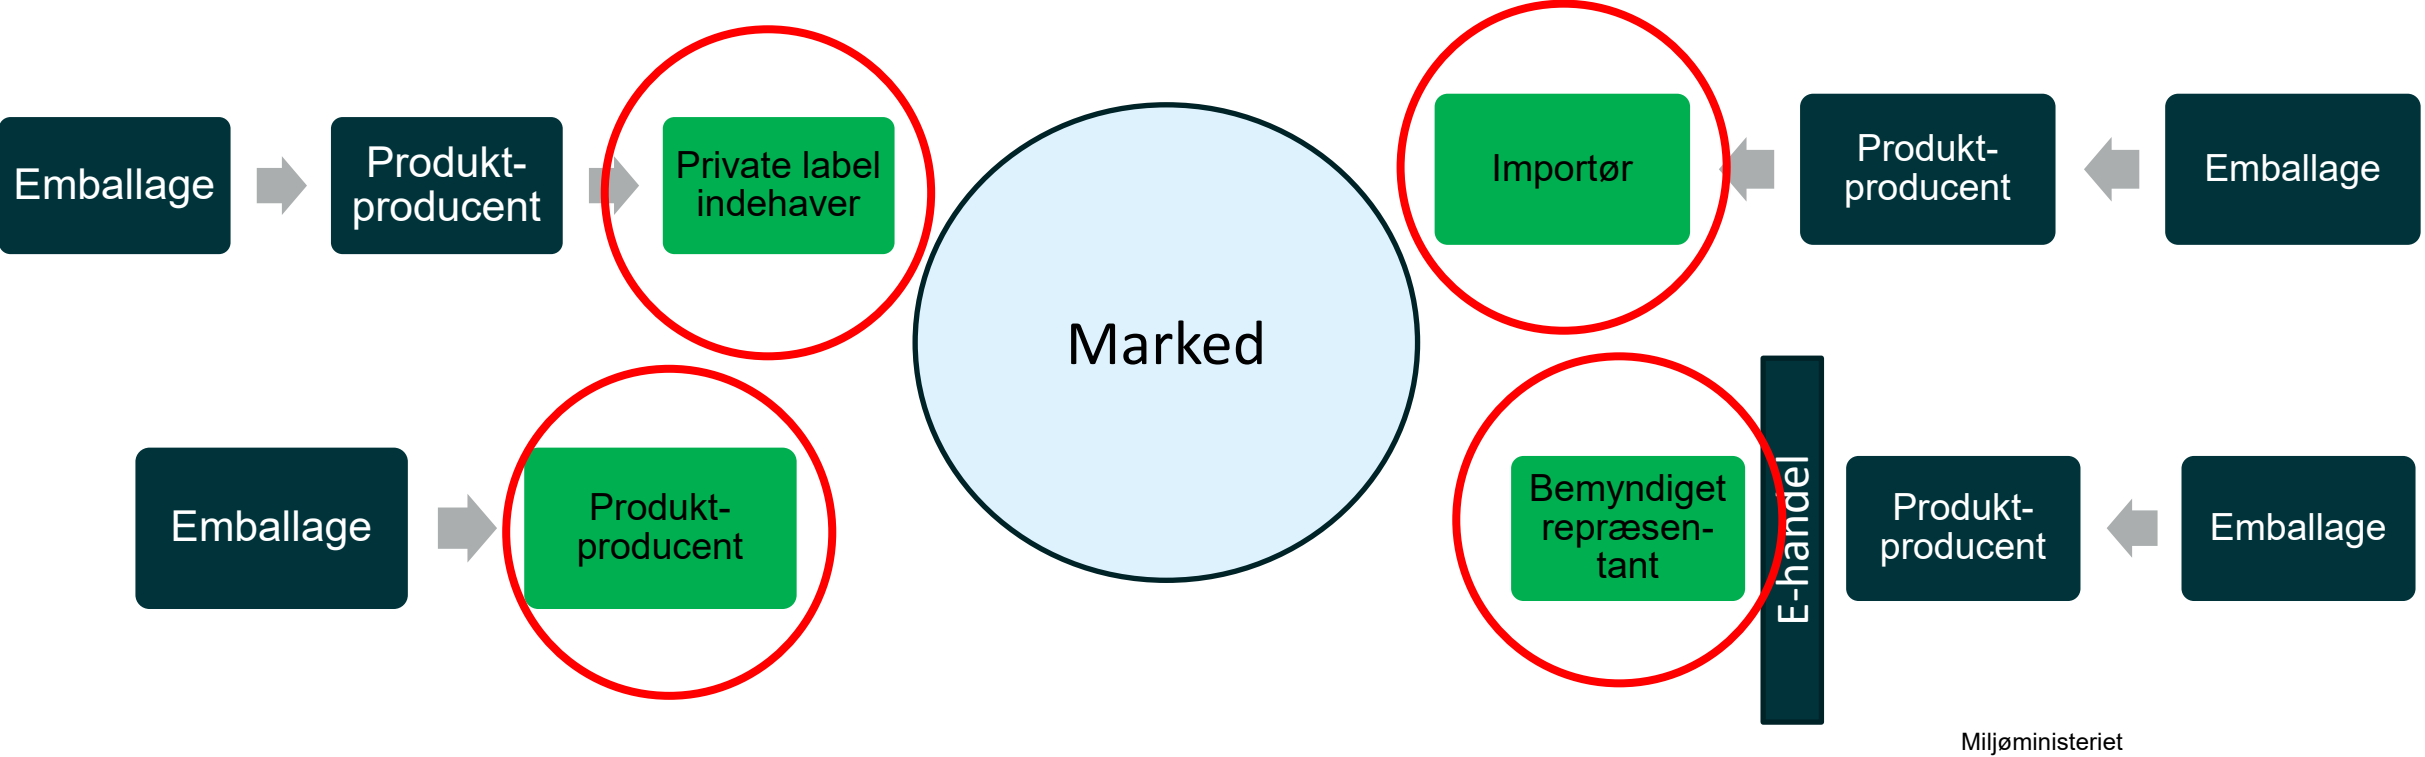 Emballage
Produkt-
producent
Private label
indehaver
Marked
Importør
Produkt-
producent
Emballage
Emballage
Produkt-
producent
Bemyndiget
repræsen-
tant
E-handel
Produkt-
producent
Emballage
Miljøministeriet